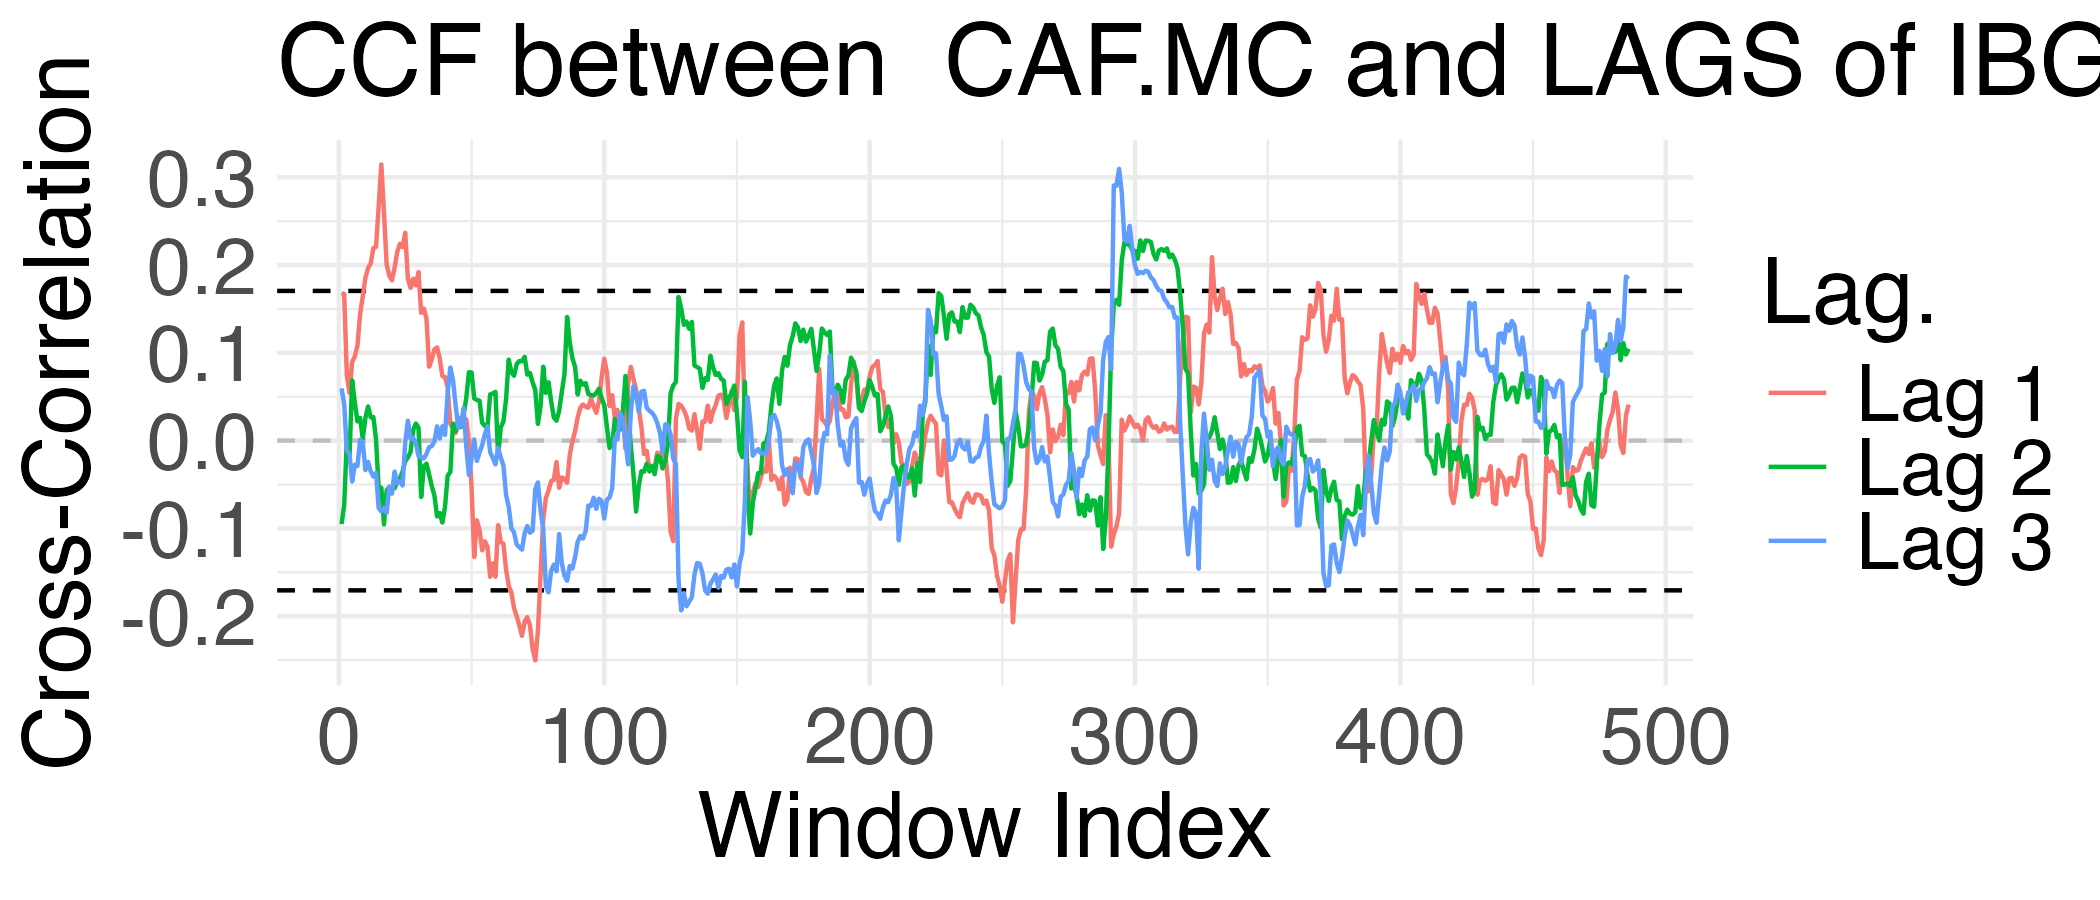 CCF between  CAF.MC and LAGS of IBG
Cross-Correlation
0.3
0.2
0.1
0.0
-0.1
-0.2
0 100 200 300 400 500
Window Index
Lag.
Lag 1
Lag 2
Lag 3